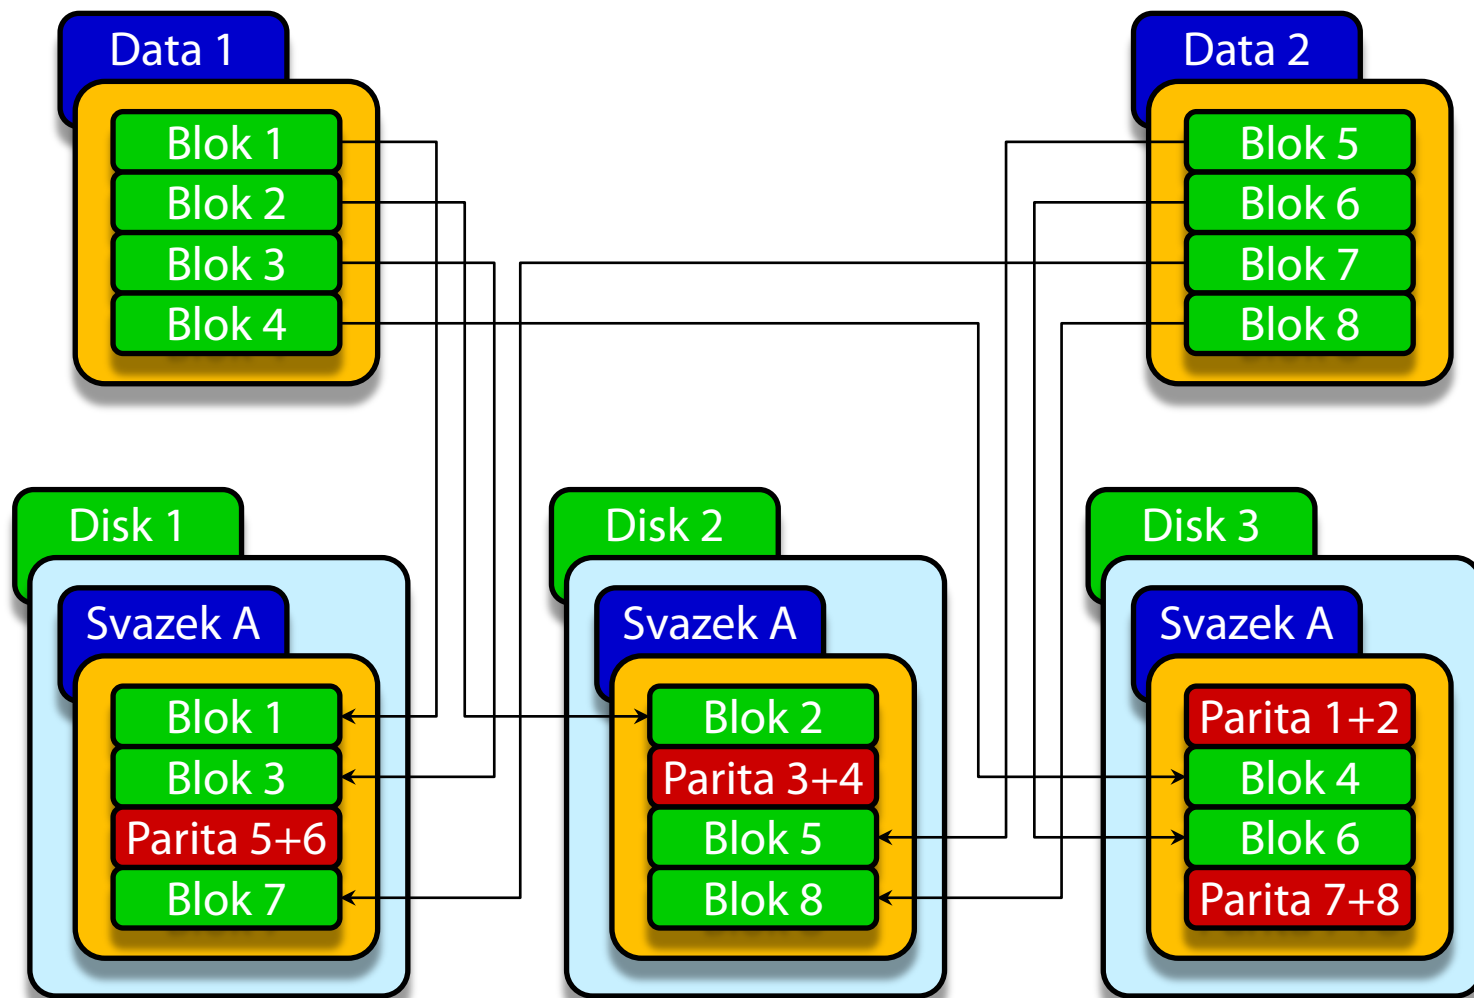 Data 1
Blok 1
Blok 2
Blok 3
Blok 4
Data 2
Blok 5
Blok 6
Blok 7
Blok 8
Disk 1
Svazek A
Blok 1
Blok 3
Parita 5+6
Blok 7
Disk 2
Svazek A
Blok 2
Parita 3+4
Blok 5
Blok 8
Disk 3
Svazek A
Parita 1+2
Blok 4
Blok 6
Parita 7+8